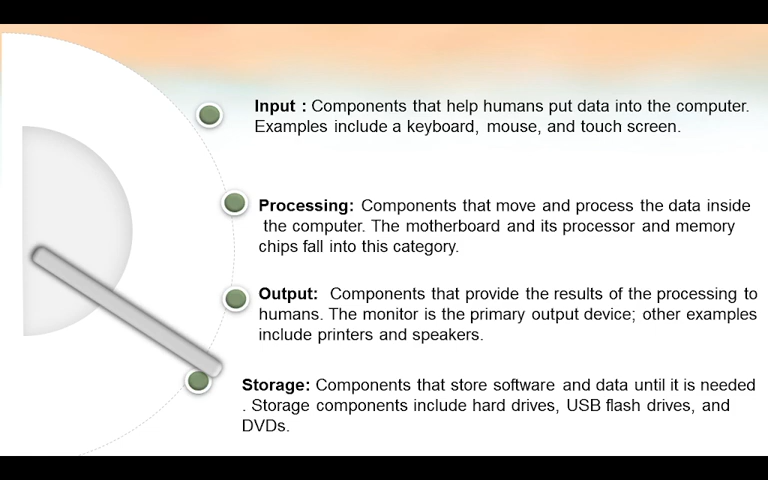 Input : Components that help humans put data into the computer.
Examples include a keyboard, mouse, and touch screen.
Processing: Components that move and process the data inside
the computer. The motherboard and its processor and memory
chips fall into this category.
Output: Components that provide the results of the processing to
humans. The monitor is the primary output device; other examples
include printers and speakers.
Storage: Components that store software and data until it is needed
. Storage components include hard drives, USB flash drives, and
DVDs.